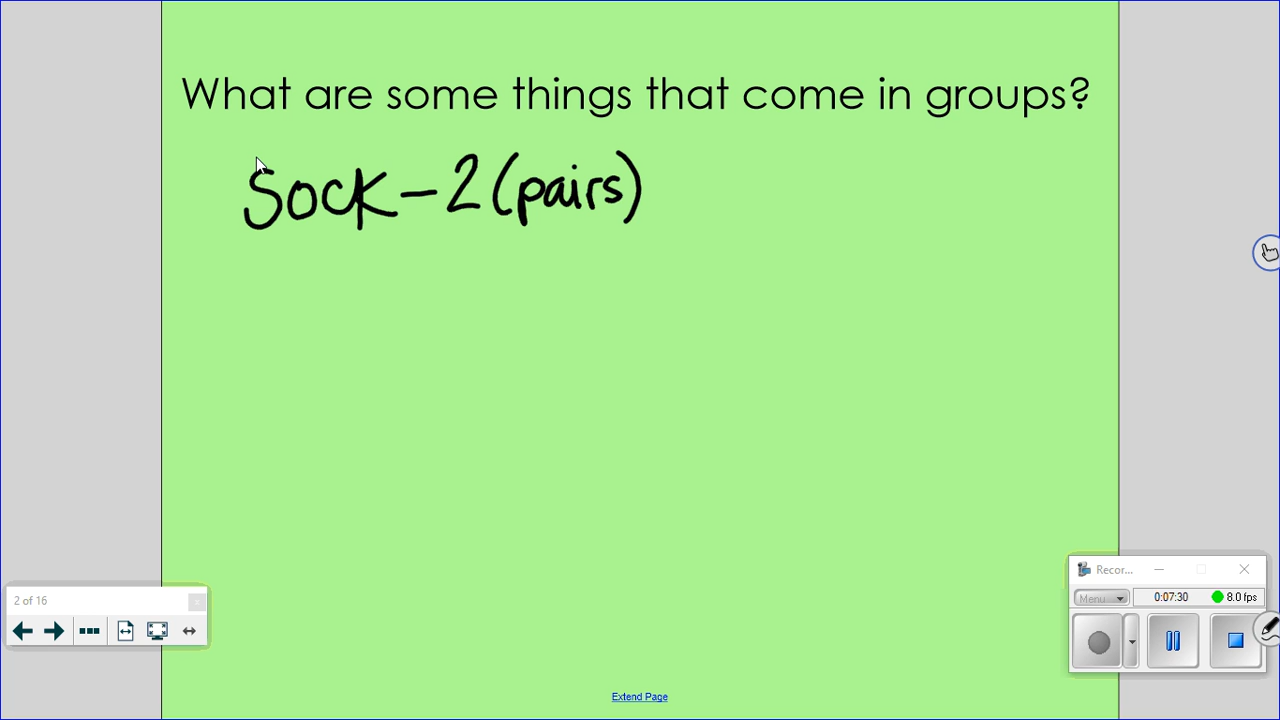 What are some things that come in groups?
Sock - 2 (pairs)
2 of 16
x
Recor...
Menu
0:07:30
8.0 fps
Extend Page